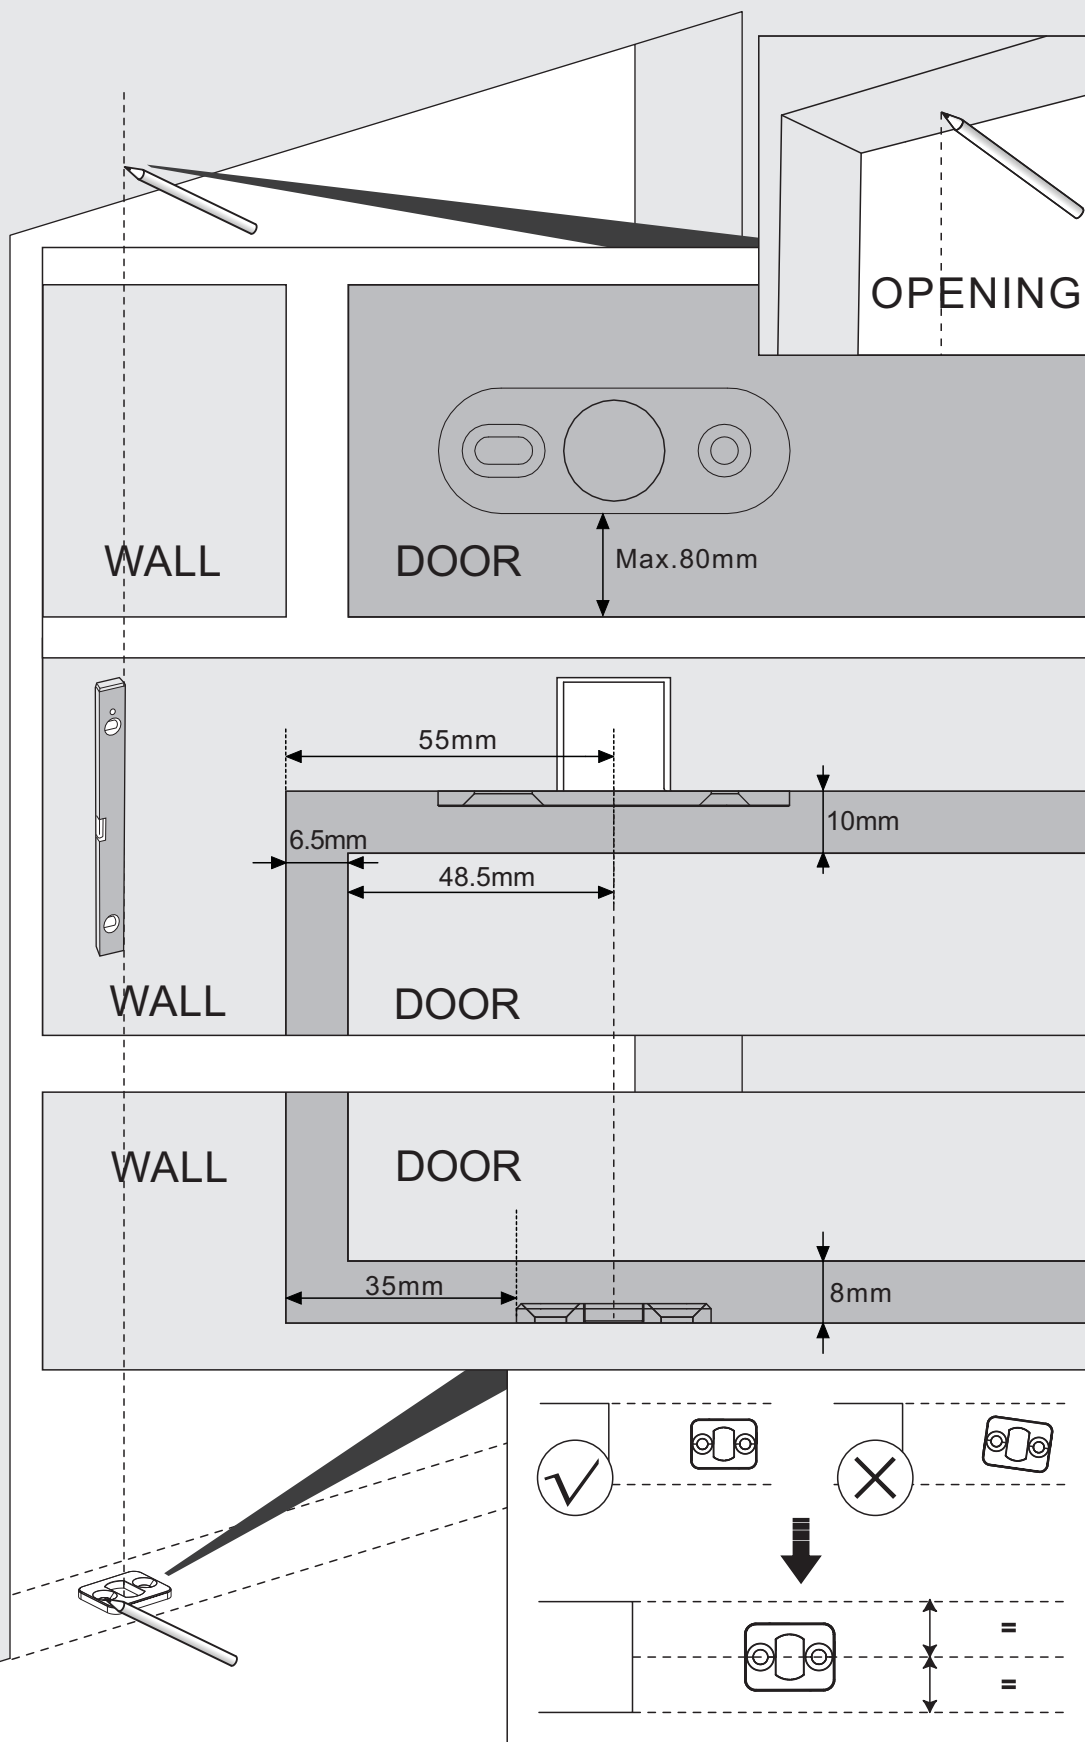 OPENING
WALL
DOOR
Max.80mm
55mm
10mm
6.5mm
48.5mm
WALL
DOOR
WALL
DOOR
35mm
8mm
=
=